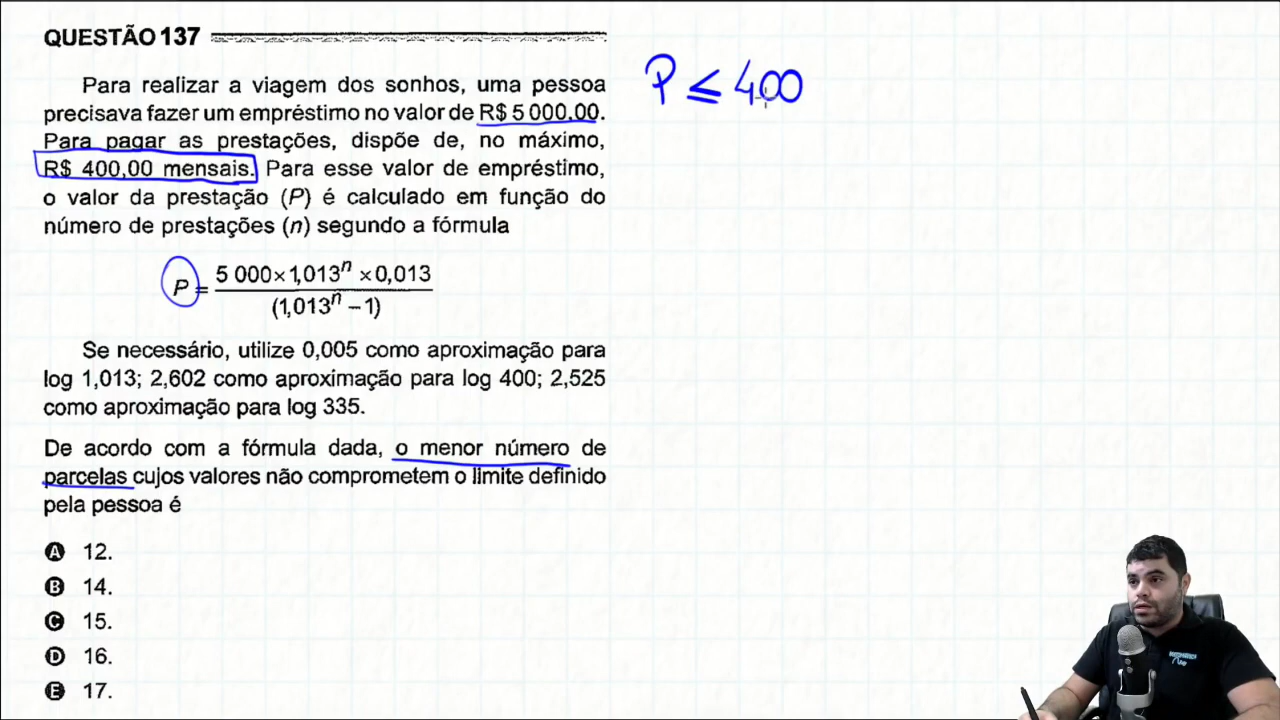 QUESTÃO 137
Para realizar a viagem dos sonhos, uma pessoa
precisava fazer um empréstimo no valor de R$ 5 000,00.
Para pagar as prestações, dispõe de, no máximo,
R$ 400,00 mensais. Para esse valor de empréstimo,
o valor da prestação (P) é calculado em função do
número de prestações (n) segundo a fórmula
P = 5 000 × 1,013ⁿ × 0,013
(1,013ⁿ − 1)
Se necessário, utilize 0,005 como aproximação para
log 1,013; 2,602 como aproximação para log 400; 2,525
como aproximação para log 335.
De acordo com a fórmula dada, o menor número de
parcelas cujos valores não comprometem o limite definido
pela pessoa é
A 12.
B 14.
C 15.
D 16.
E 17.
P ≤ 400